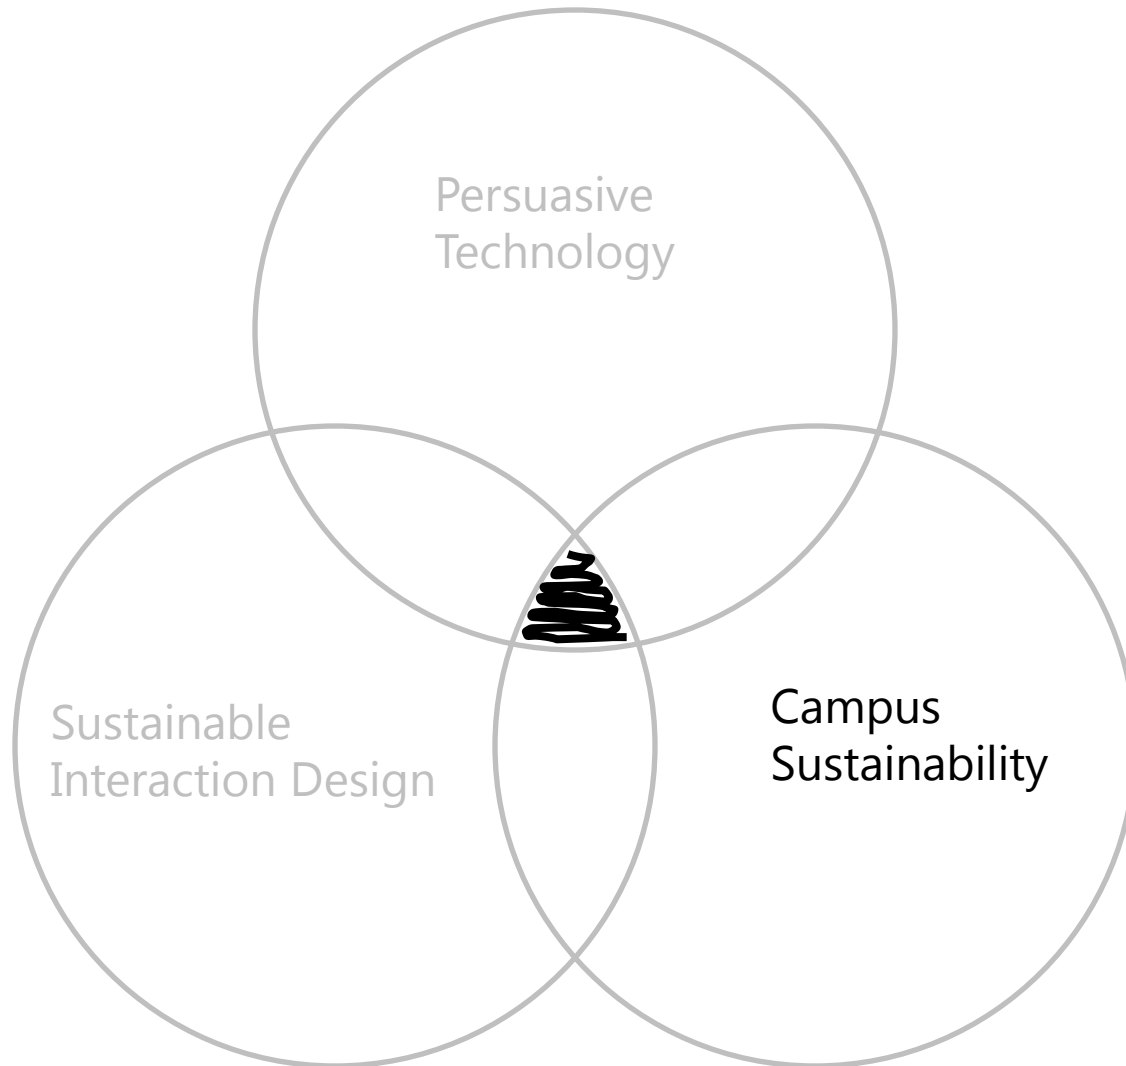 Persuasive
Technology
Sustainable
Interaction Design
Campus
Sustainability